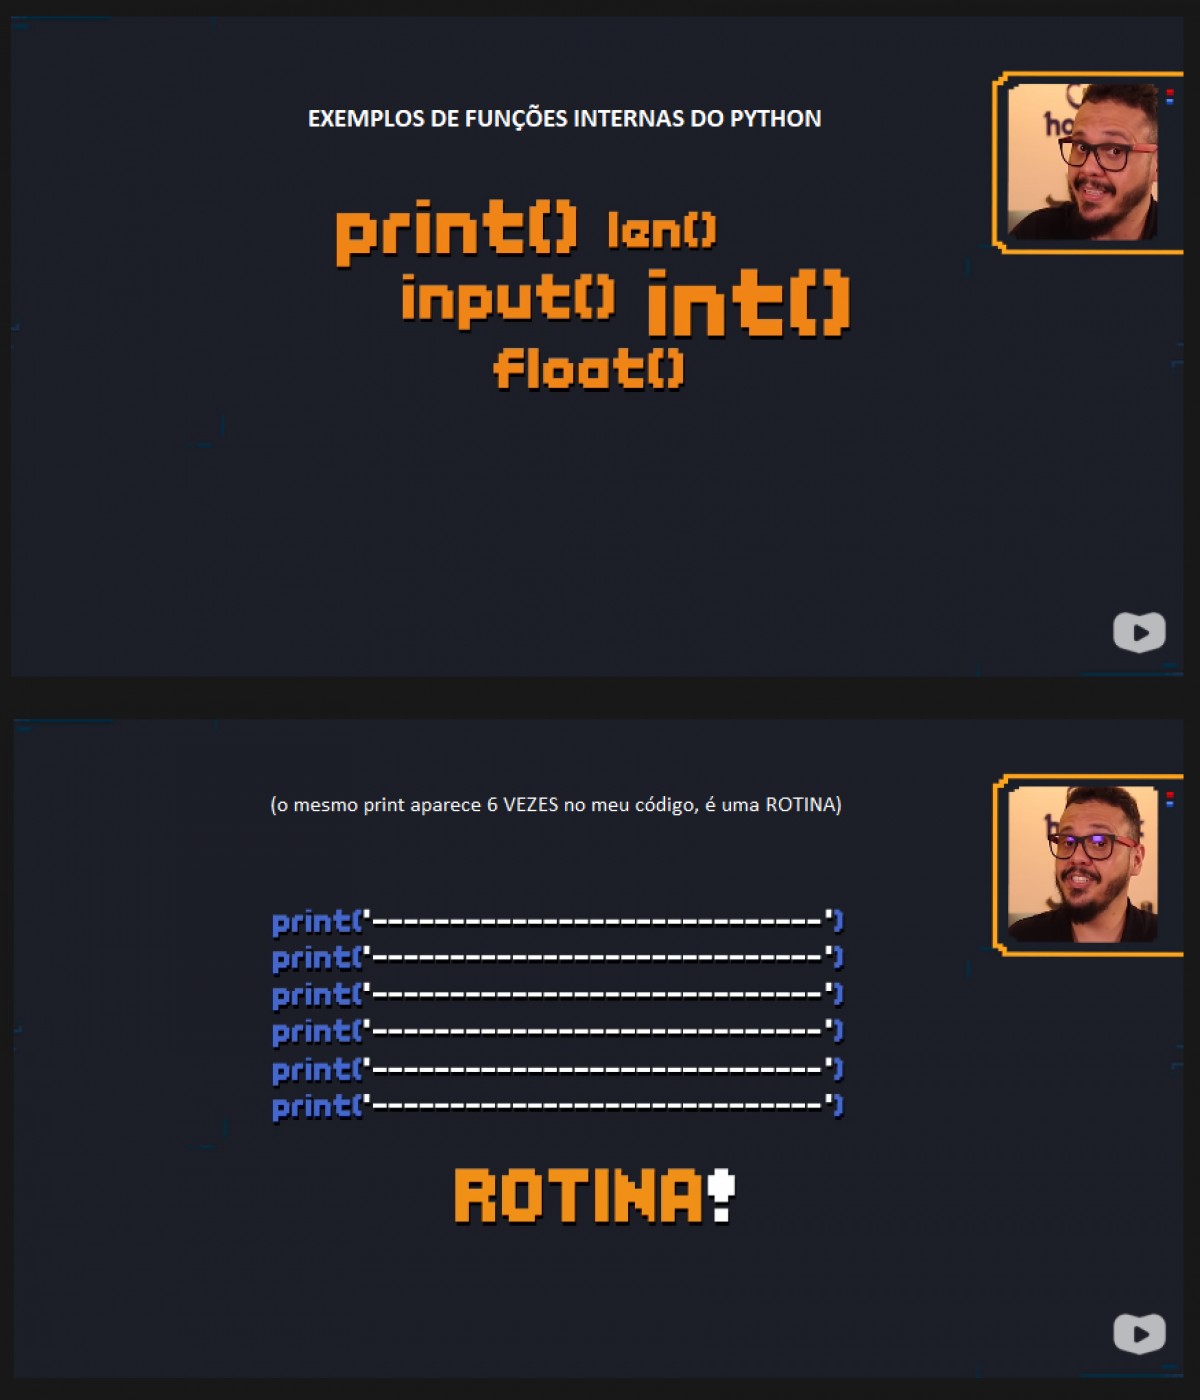 EXEMPLOS DE FUNÇÕES INTERNAS DO PYTHON
print() len()
input() int()
float()
(o mesmo print aparece 6 VEZES no meu código, é uma ROTINA)
print('-----------------------------')
print('-----------------------------')
print('-----------------------------')
print('-----------------------------')
print('-----------------------------')
print('-----------------------------')
ROTINA!